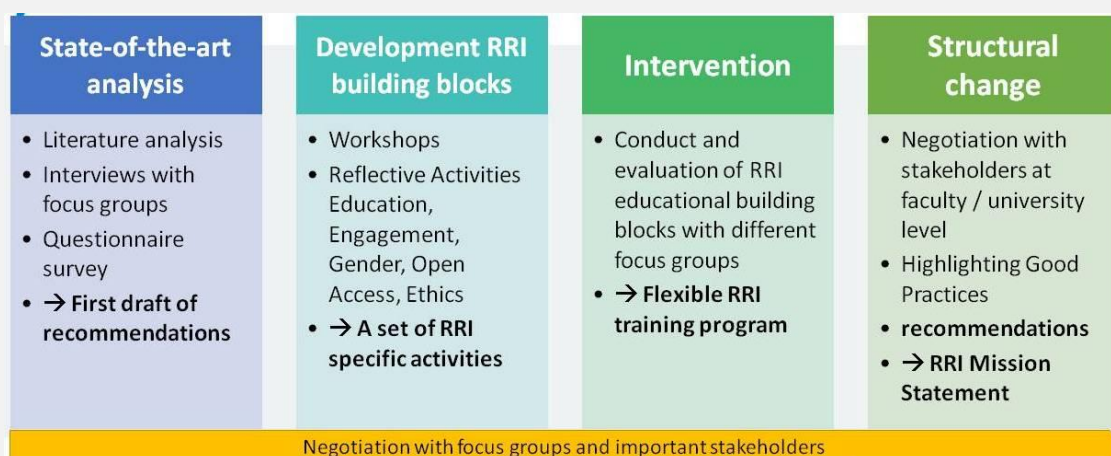 State-of-the-art
analysis
• Literature analysis
• Interviews with
focus groups
• Questionnaire
survey
• → First draft of
recommendations
Development RRI
building blocks
• Workshops
• Reflective Activities
Education,
Engagement,
Gender, Open
Access, Ethics
• → A set of RRI
specific activities
Intervention
• Conduct and
evaluation of RRI
educational building
blocks with different
focus groups
• → Flexible RRI
training program
Structural
change
• Negotiation with
stakeholders at
faculty / university
level
• Highlighting Good
Practices
• recommendations
• → RRI Mission
Statement
Negotiation with focus groups and important stakeholders